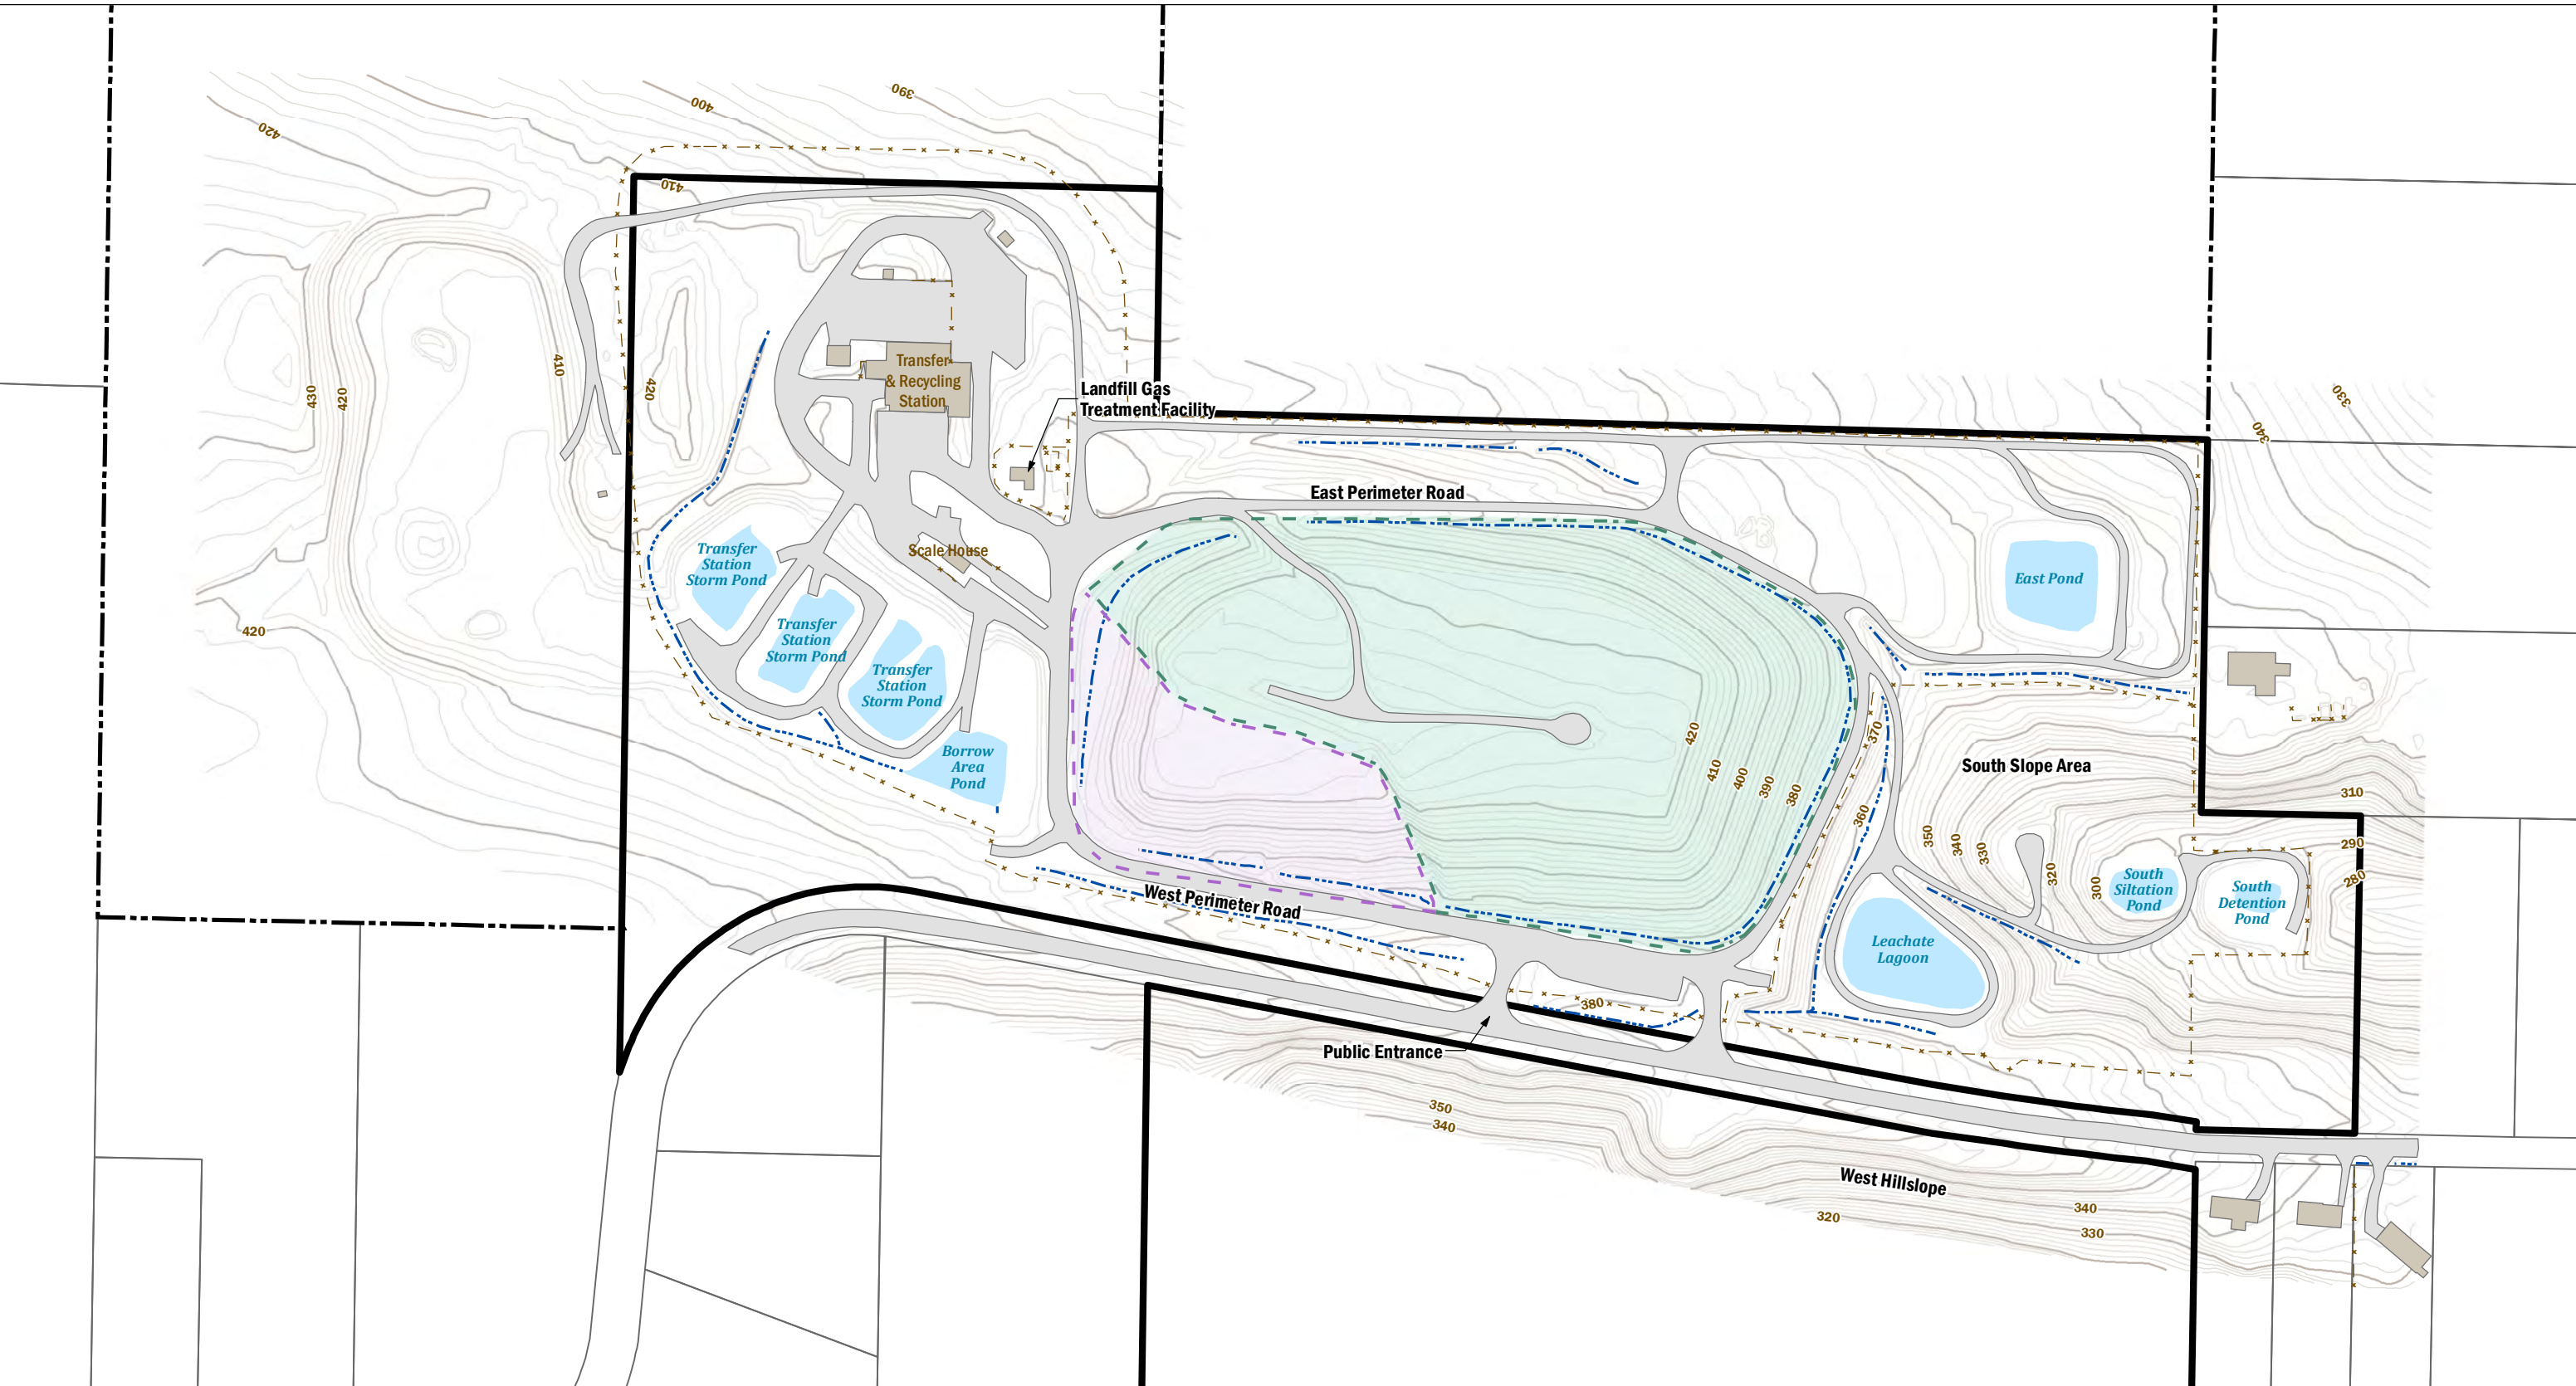 390
400
420
410
330
340
410
430
420
420
Transfer
& Recycling
Station
Landfill Gas
Treatment Facility
East Perimeter Road
Scale House
Transfer
Station
Storm Pond
East Pond
420
Transfer
Station
Storm Pond
Transfer
Station
Storm Pond
Borrow
Area
Pond
420
410
400
390
380
370
360
South Slope Area
350
340
330
320
300
310
290
280
South
Siltation
Pond
South
Detention
Pond
West Perimeter Road
Leachate
Lagoon
380
Public Entrance
350
340
West Hillslope
320
340
330